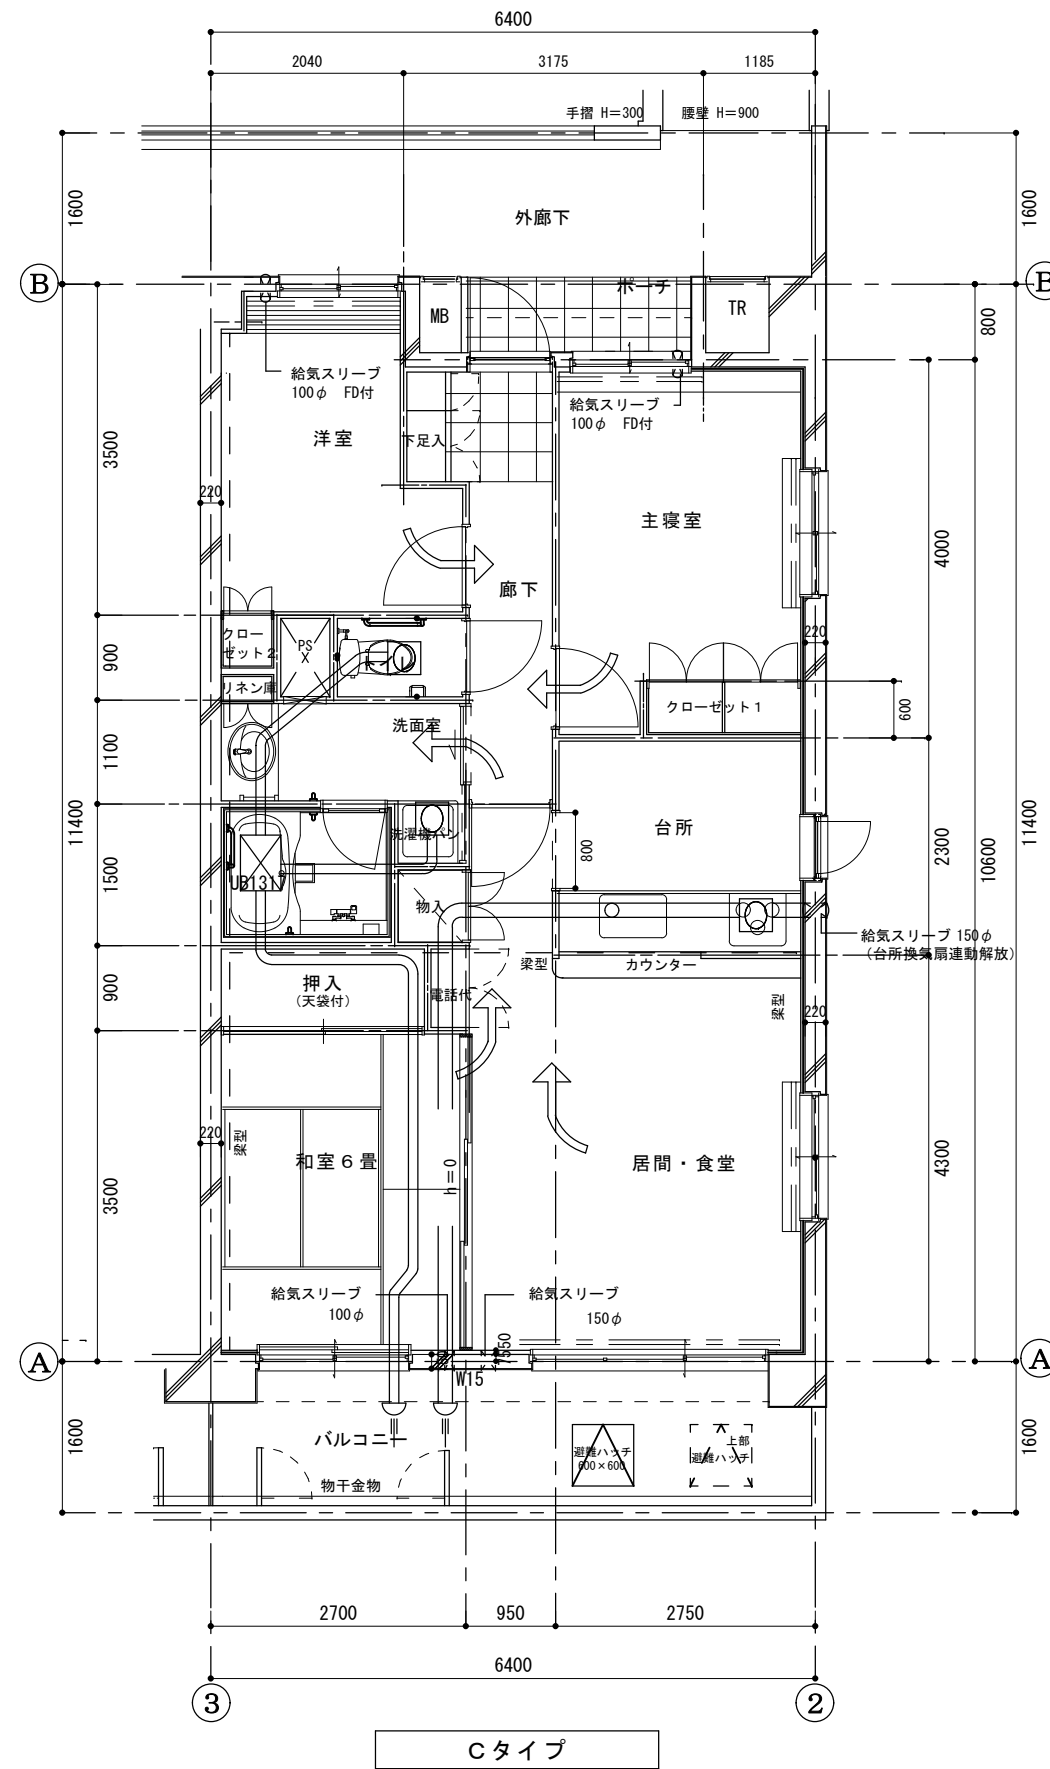 6400
2040
3175
1185
手摺 H＝300
腰壁 H＝900
1600
1600
外廊下
B
B
ポーチ
MB
TR
800
給気スリーブ
100φ FD付
給気スリーブ
100φ FD付
洋室
下足入
3500
220
主寝室
4000
廊下
クロー
ゼット2
PS
900
220
リネン庫
クローゼット1
600
洗面室
1100
11400
台所
800
2300
10600
11400
洗濯機パン
1500
UB1317
物入
給気スリーブ 150φ
(台所換気扇連動解放)
梁型
カウンター
押入
(天袋付)
電話代
900
梁型
220
220
梁型
和室6畳
h＝0
居間・食堂
4300
3500
給気スリーブ
100φ
給気スリーブ
150φ
W15
A
A
1600
バルコニー
物干金物
避難ハッチ
600×600
上部
避難ハッチ
1600
2700
950
2750
6400
3
2
Cタイプ